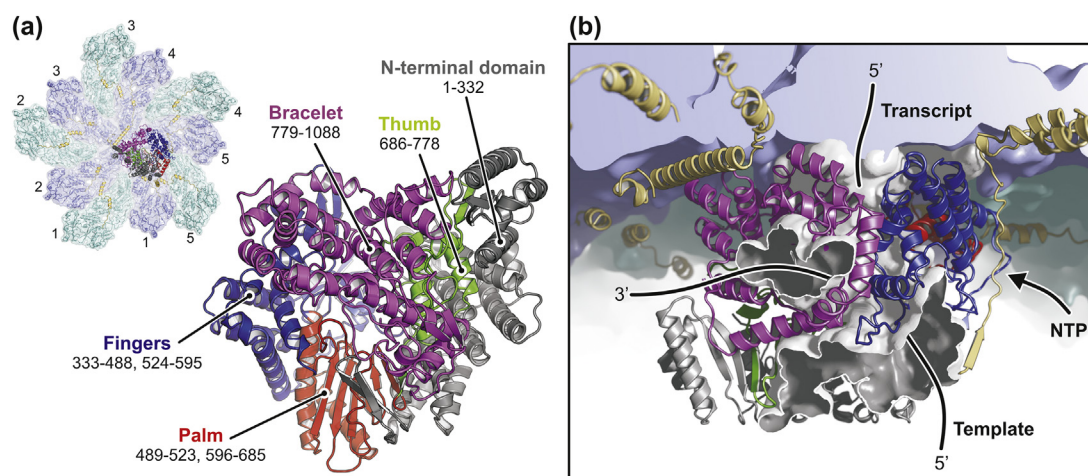 (a)
3
4
3
2
4
2
5
1
1
5
Bracelet
779-1088
Thumb
686-778
N-terminal domain
1-332
Fingers
333-488, 524-595
Palm
489-523, 596-685
(b)
5’
Transcript
3’
NTP
Template
5’